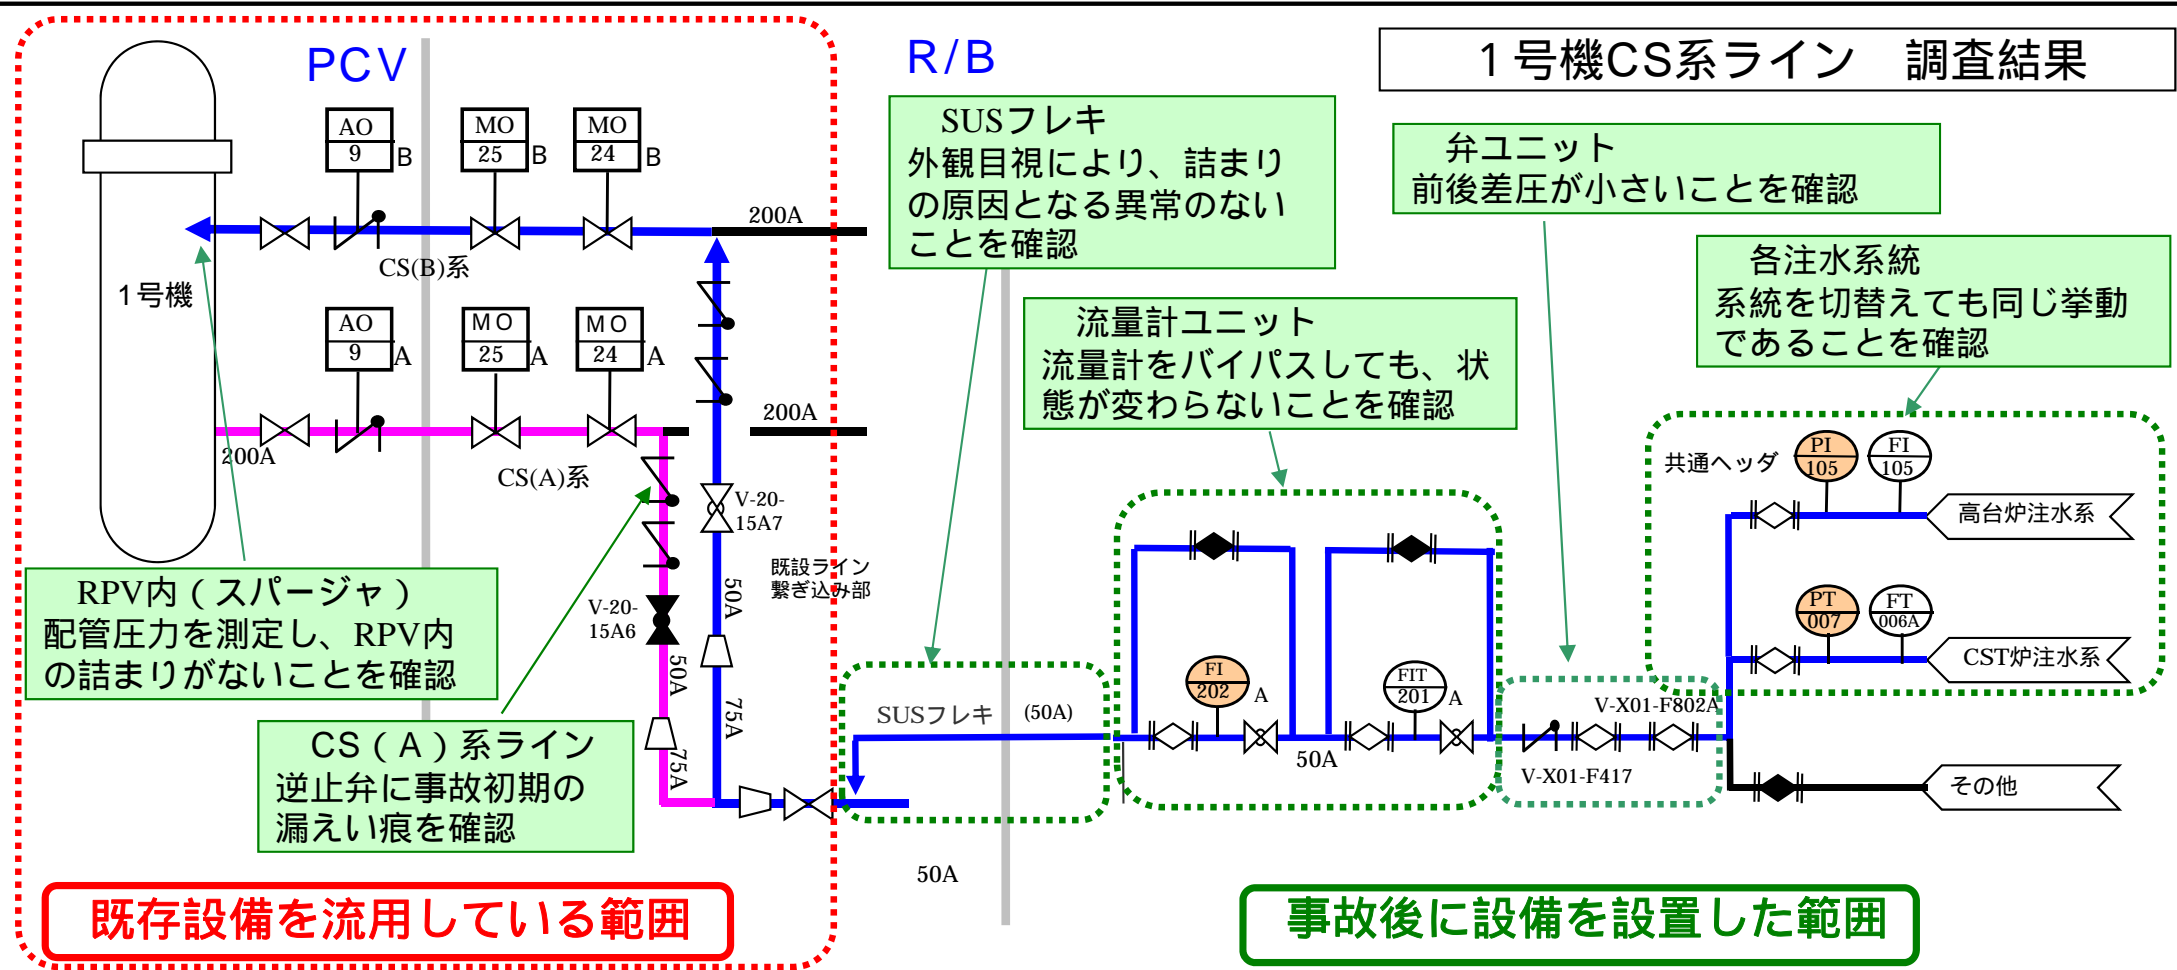 1号機CS系ライン　調査結果
PCV
R/B
AO
9
B
MO
25
B
MO
24
B
200A
CS(B)系
1号機
AO
9
A
MO
25
A
MO
24
A
200A
200A
CS(A)系
V-20-
15A7
既設ライン
繋ぎ込み部
V-20-
15A6
50A
50A
75A
75A
SUSフレキ
外観目視により、詰まり
の原因となる異常のない
ことを確認
弁ユニット
前後差圧が小さいことを確認
各注水系統
系統を切替えても同じ挙動
であることを確認
流量計ユニット
流量計をバイパスしても、状
態が変わらないことを確認
RPV内（スパージャ）
配管圧力を測定し、RPV内
の詰まりがないことを確認
CS（A）系ライン
逆止弁に事故初期の
漏えい痕を確認
共通ヘッダ
PI
105
FI
105
高台炉注水系
PT
007
FT
006A
CST炉注水系
その他
SUSフレキ
(50A)
FI
202
A
FIT
201
A
50A
V-X01-F802A
V-X01-F417
50A
既存設備を流用している範囲
事故後に設備を設置した範囲